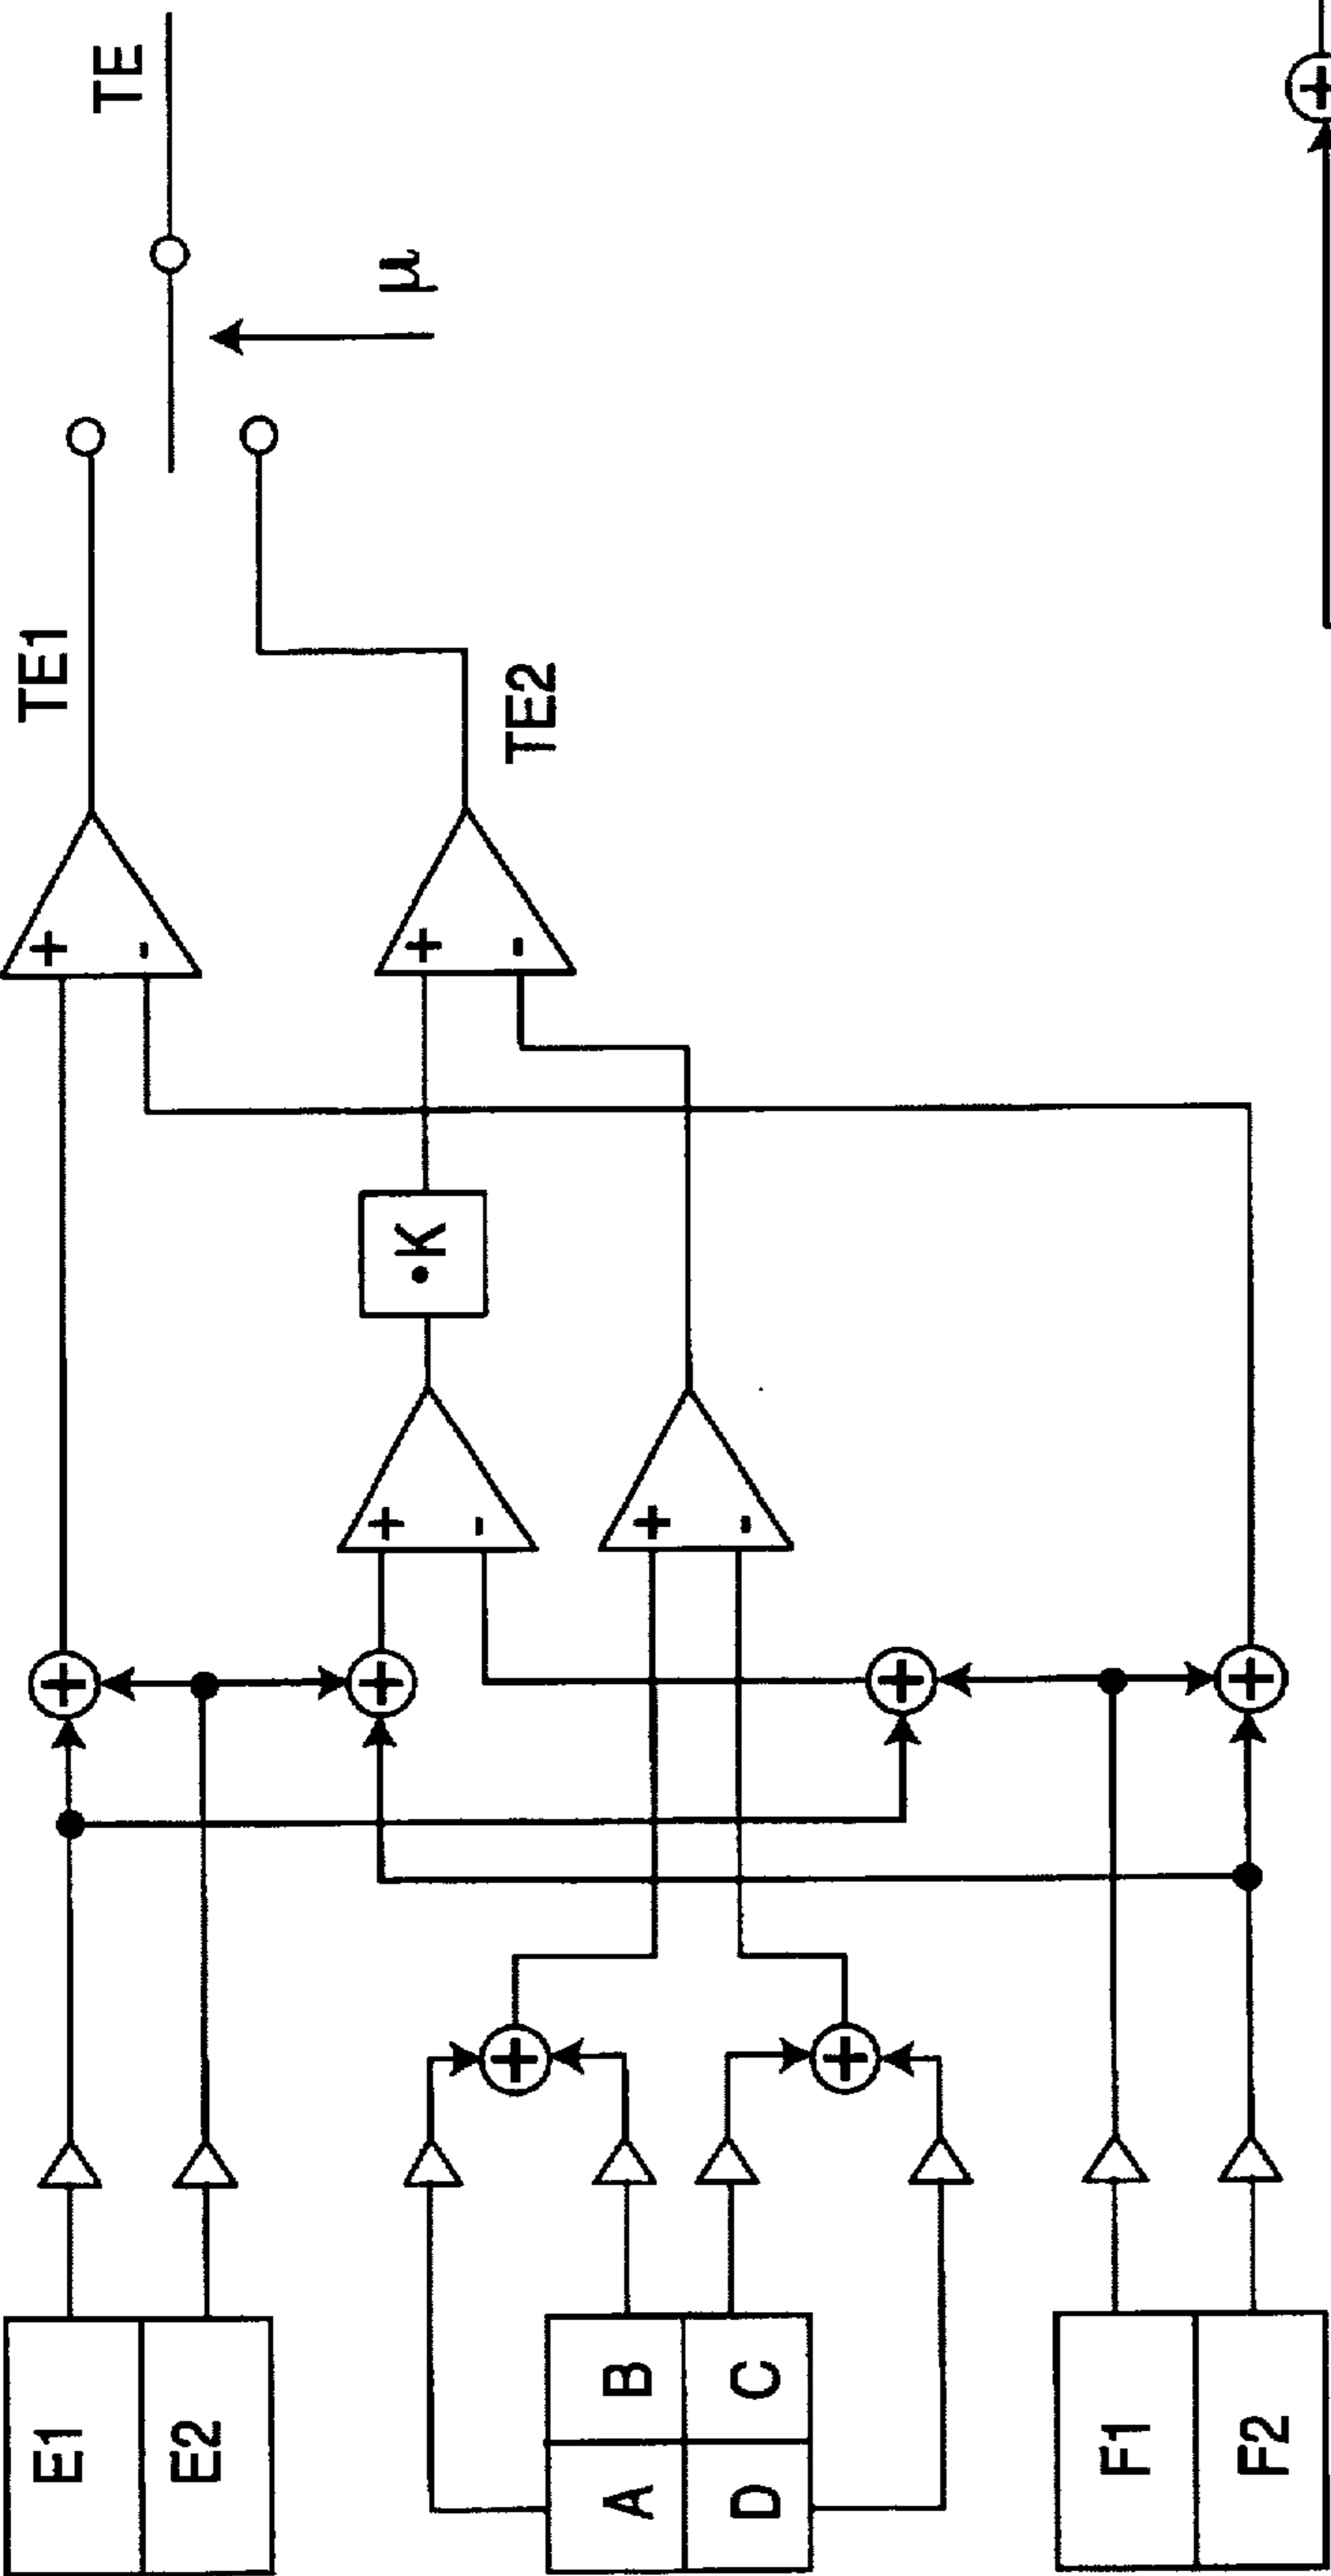 E1
E2
A
B
D
C
F1
F2
+
+
+
+
+
+
+ -
+ -
•K
+ -
+ -
TE1
TE2
μ
TE
+